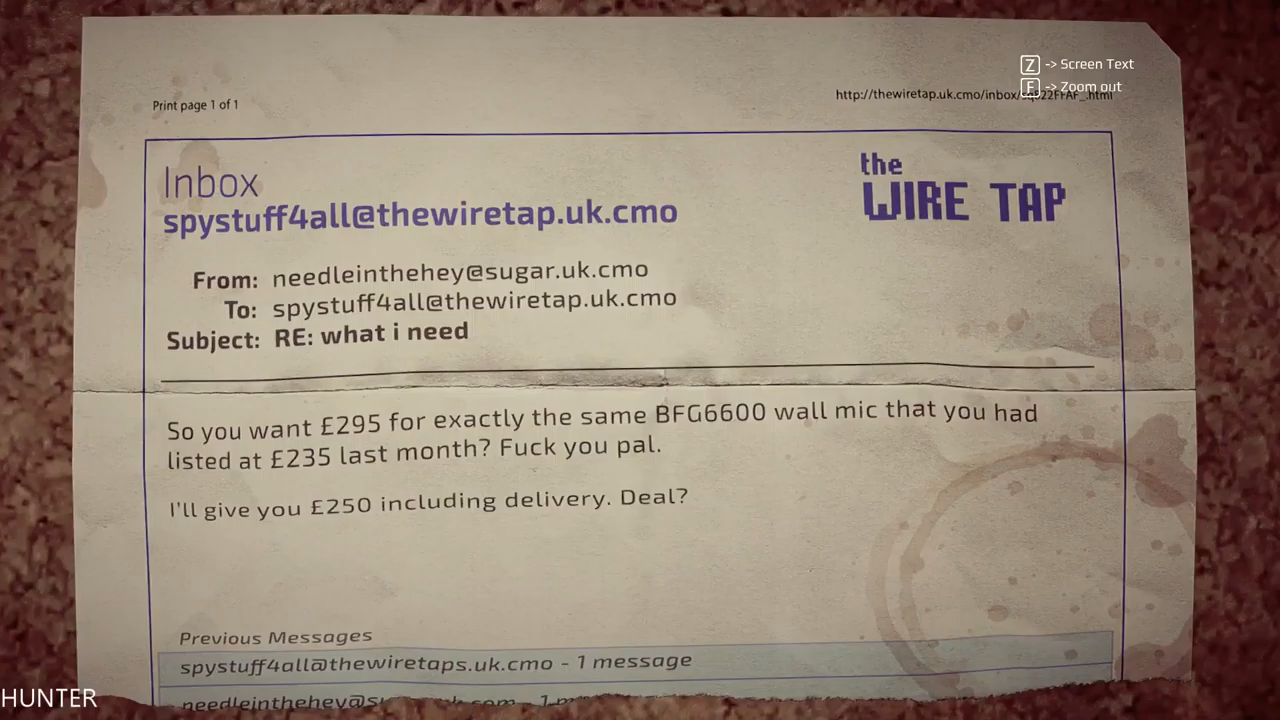 Z -> Screen Text
F -> Zoom out
Print page 1 of 1
http://thewiretap.uk.cmo/inbox/
Inbox
spystuff4all@thewiretap.uk.cmo
the
WIRE TAP
From: needleinthehey@sugar.uk.cmo
To: spystuff4all@thewiretap.uk.cmo
Subject: RE: what i need
So you want £295 for exactly the same BFG6600 wall mic that you had
listed at £235 last month? Fuck you pal.
I'll give you £250 including delivery. Deal?
Previous Messages
spystuff4all@thewiretaps.uk.cmo - 1 message
HUNTER